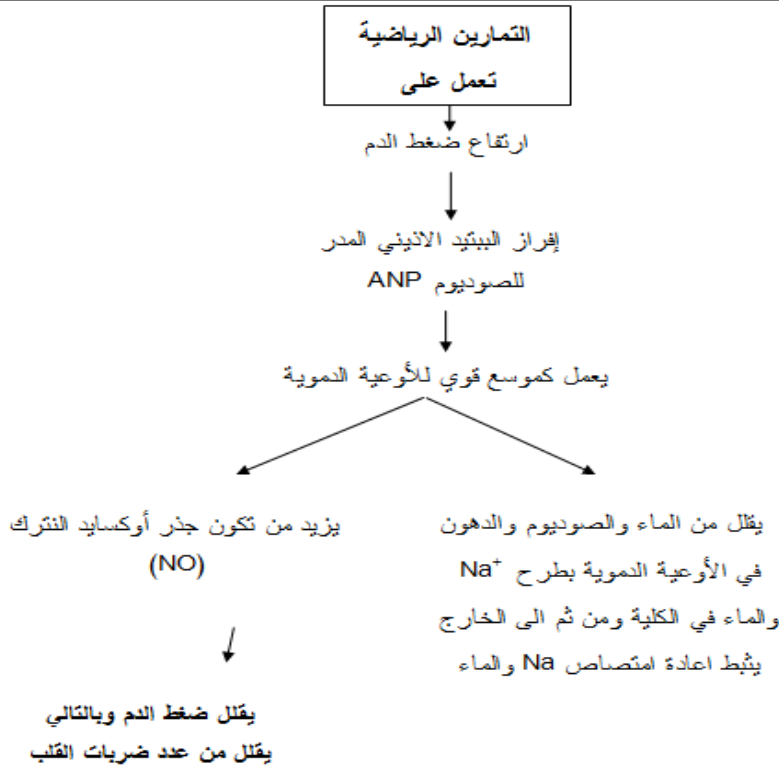 التمارين الرياضية
تعمل على
ارتفاع ضغط الدم
إفراز الببتيد الاذيني المدر
للصوديوم ANP
يعمل كموسع قوي للأوعية الدموية
يقلل من الماء والصوديوم والدهون
في الأوعية الدموية بطرح Na⁺
والماء في الكلية ومن ثم الى الخارج
يثبط اعادة امتصاص Na والماء
يزيد من تكون جذر أوكسايد النترك
(NO)
يقلل ضغط الدم وبالتالي
يقلل من عدد ضربات القلب